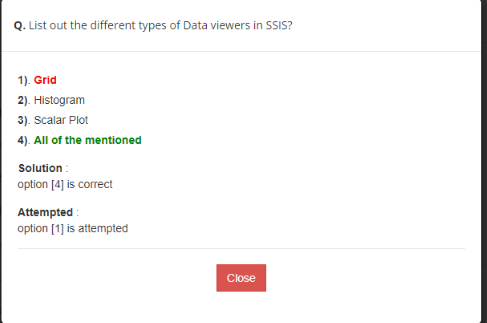 Q. List out the different types of Data viewers in SSIS?
1). Grid
2). Histogram
3). Scalar Plot
4). All of the mentioned
Solution :
option [4] is correct
Attempted :
option [1] is attempted
Close